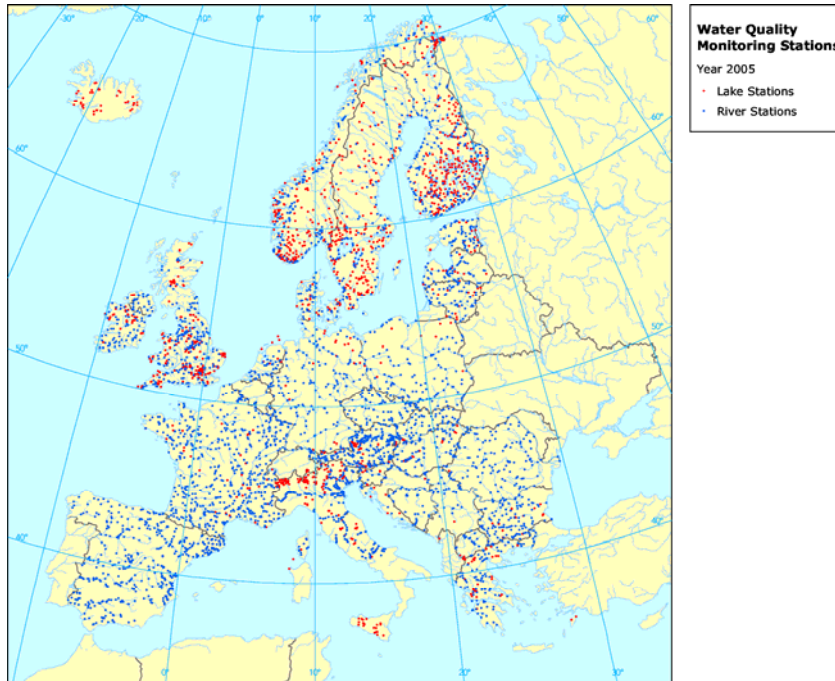 -30° -20° -10° 0° 10° 20° 30° 40° 50° 60°
60°
60°
50°
50°
40°
40°
0° 10° 20° 30°
Water Quality
Monitoring Stations
Year 2005
Lake Stations
River Stations